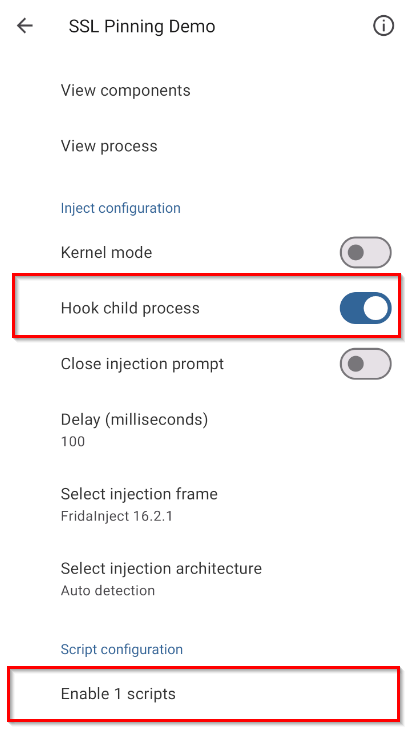 SSL Pinning Demo
View components
View process
Inject configuration
Kernel mode
Hook child process
Close injection prompt
Delay (milliseconds)
100
Select injection frame
FridaInject 16.2.1
Select injection architecture
Auto detection
Script configuration
Enable 1 scripts